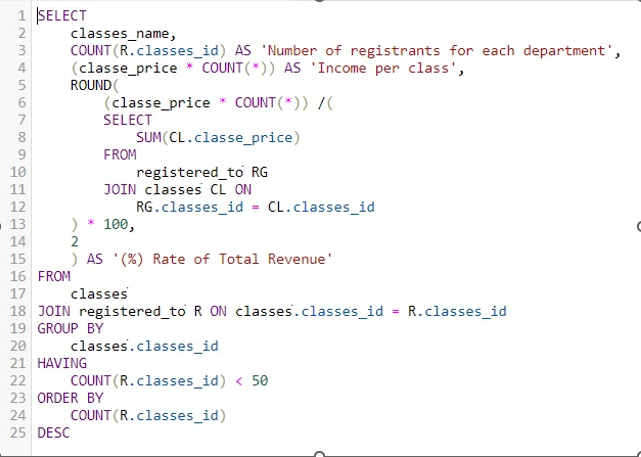 1 SELECT
2 classes_name,
3 COUNT(R.classes_id) AS 'Number of registrants for each department',
4 (classe_price * COUNT(*)) AS 'Income per class',
5 ROUND(
6 (classe_price * COUNT(*)) /(
7 SELECT
8 SUM(CL.classe_price)
9 FROM
10 registered_to RG
11 JOIN classes CL ON
12 RG.classes_id = CL.classes_id
13 ) * 100,
14 2
15 ) AS '(%) Rate of Total Revenue'
16 FROM
17 classes
18 JOIN registered_to R ON classes.classes_id = R.classes_id
19 GROUP BY
20 classes.classes_id
21 HAVING
22 COUNT(R.classes_id) < 50
23 ORDER BY
24 COUNT(R.classes_id)
25 DESC